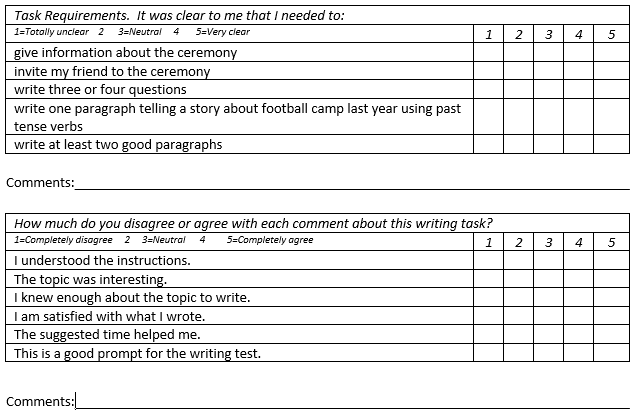 Task Requirements.  It was clear to me that I needed to:
1=Totally unclear  2  3=Neutral  4  5=Very clear  1  2  3  4  5
give information about the ceremony
invite my friend to the ceremony
write three or four questions
write one paragraph telling a story about football camp last year using past
tense verbs
write at least two good paragraphs
Comments:
How much do you disagree or agree with each comment about this writing task?
1=Completely disagree  2  3=Neutral  4  5=Completely agree  1  2  3  4  5
I understood the instructions.
The topic was interesting.
I knew enough about the topic to write.
I am satisfied with what I wrote.
The suggested time helped me.
This is a good prompt for the writing test.
Comments: